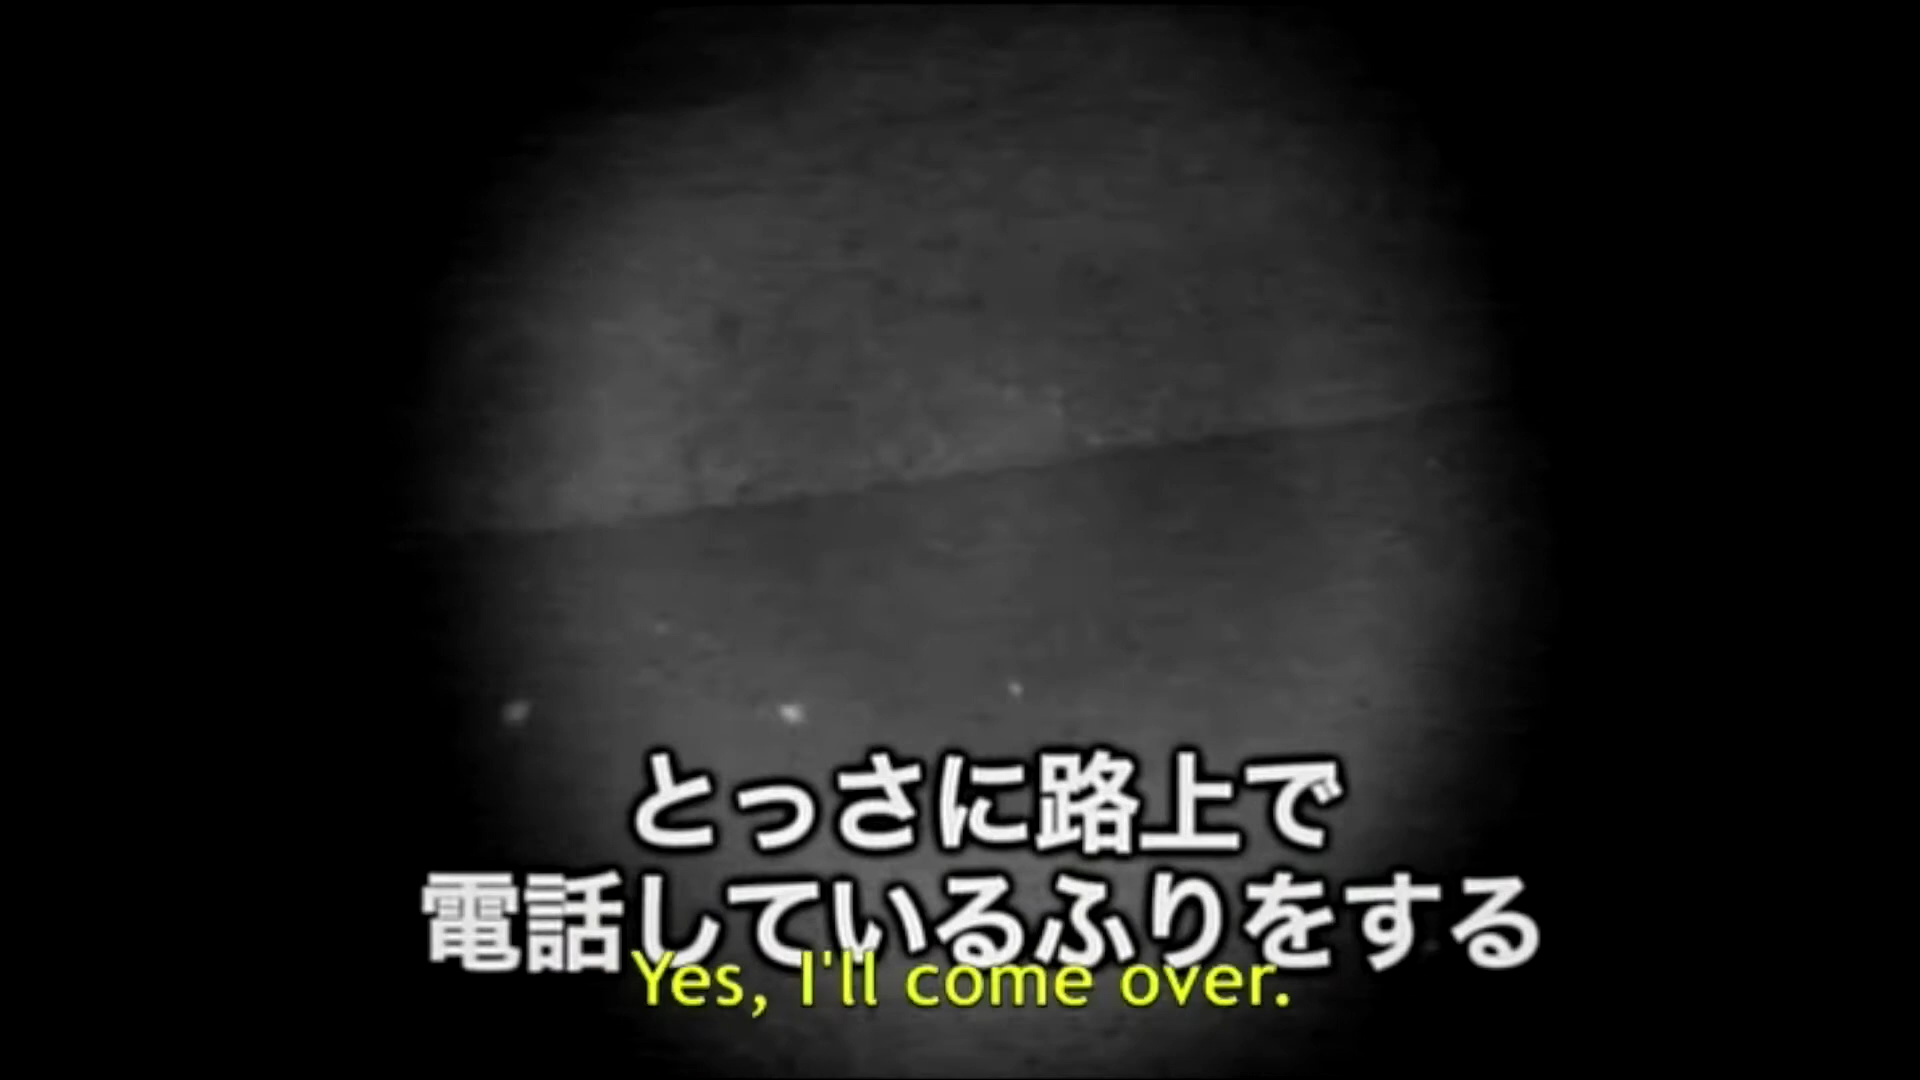 とっさに路上で
電話しているふりをする
Yes, I'll come over.